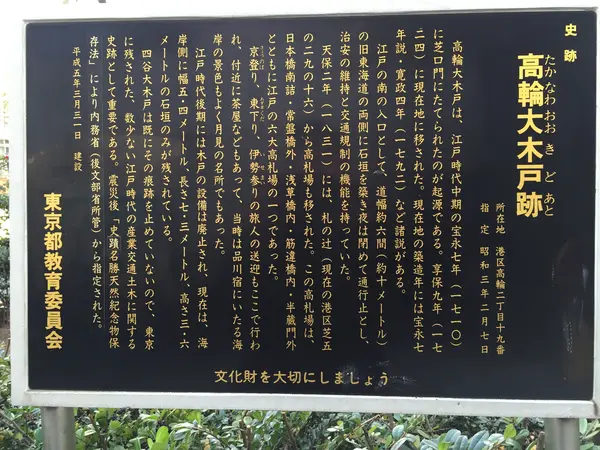 史跡
高輪大木戸跡
たかなわおおきどあと
所在地 港区高輪二丁目十九番
指定 昭和三年二月七日
高輪大木戸は、江戸時代中期の宝永七年（一七一〇）
に芝口門にたてられたのが起源である。享保九年（一七
二四）に現在地に移された。現在地の築造年には宝永七
年説・寛政四年（一七九二）など諸説がある。
江戸の南の入口として、道幅約六間（約十メートル）
の旧東海道の両側に石垣を築き夜は閉めて通行止とし、
治安の維持と交通規制の機能を持っていた。
天保二年（一八三一）には、札の辻（現在の港区芝五
の二九の十六）から高札場も移された。この高札場は、
日本橋南詰・常盤橋外・浅草橋内・筋違橋内・半蔵門外
とともに江戸の六大高札場の一つであった。
京登り、東下り、伊勢参りの旅人の送迎もここで行わ
れ、付近に茶屋などもあって、当時は品川宿にいたる海
岸の景色もよく月見の名所でもあった。
江戸時代後期には木戸の設備は廃止され、現在は、海
岸側に幅五・四メートル、長さ七・三メートル、高さ三・六
メートルの石垣のみが残されている。
四谷大木戸は既にその痕跡を止めていないので、東京
に残された、数少ない江戸時代の産業交通土木に関する
史跡として重要である。震災後「史蹟名勝天然紀念物保
存法」により内務省（後文部省所管）から指定された。
平成五年三月三一日 建設
東京都教育委員会
文化財を大切にしましょう